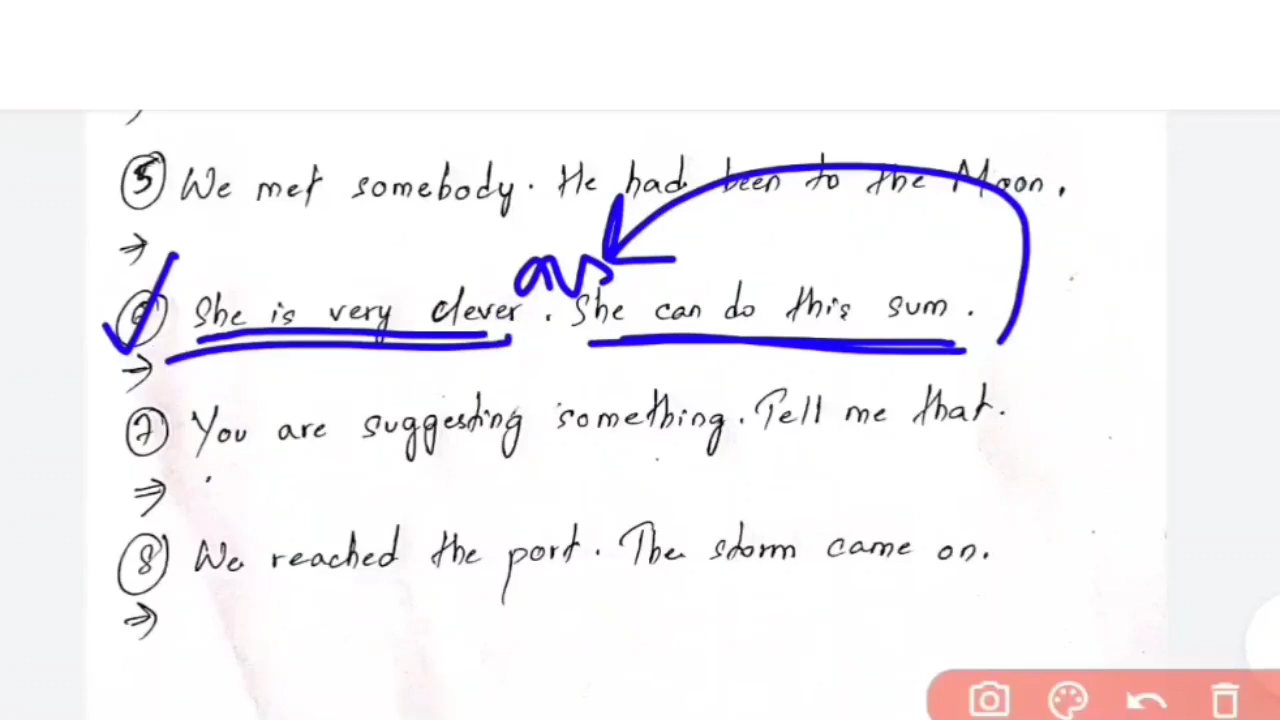 ⑤ We met somebody. He had been to the Moon.
⇒
⑥ She is very clever. She can do this sum.
⇒
⑦ You are suggesting something. Tell me that.
⇒
⑧ We reached the port. The storm came on.
⇒